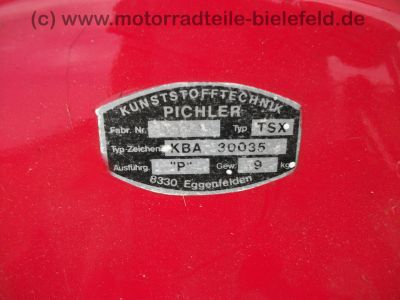 © www.motorradteile-bielefeld.de
KUNSTSTOFFTECHNIK
PICHLER
Fabr. Nr. Typ TSX
Typ-Zeichen KBA 30035
Ausführg. "P" Gew. 9 kg
8330 Eggenfelden